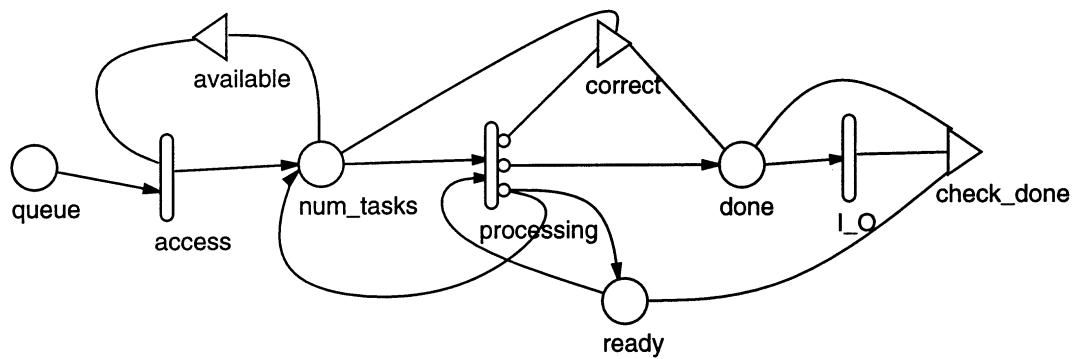 available
correct
queue
access
num_tasks
processing
done
I_O
check_done
ready